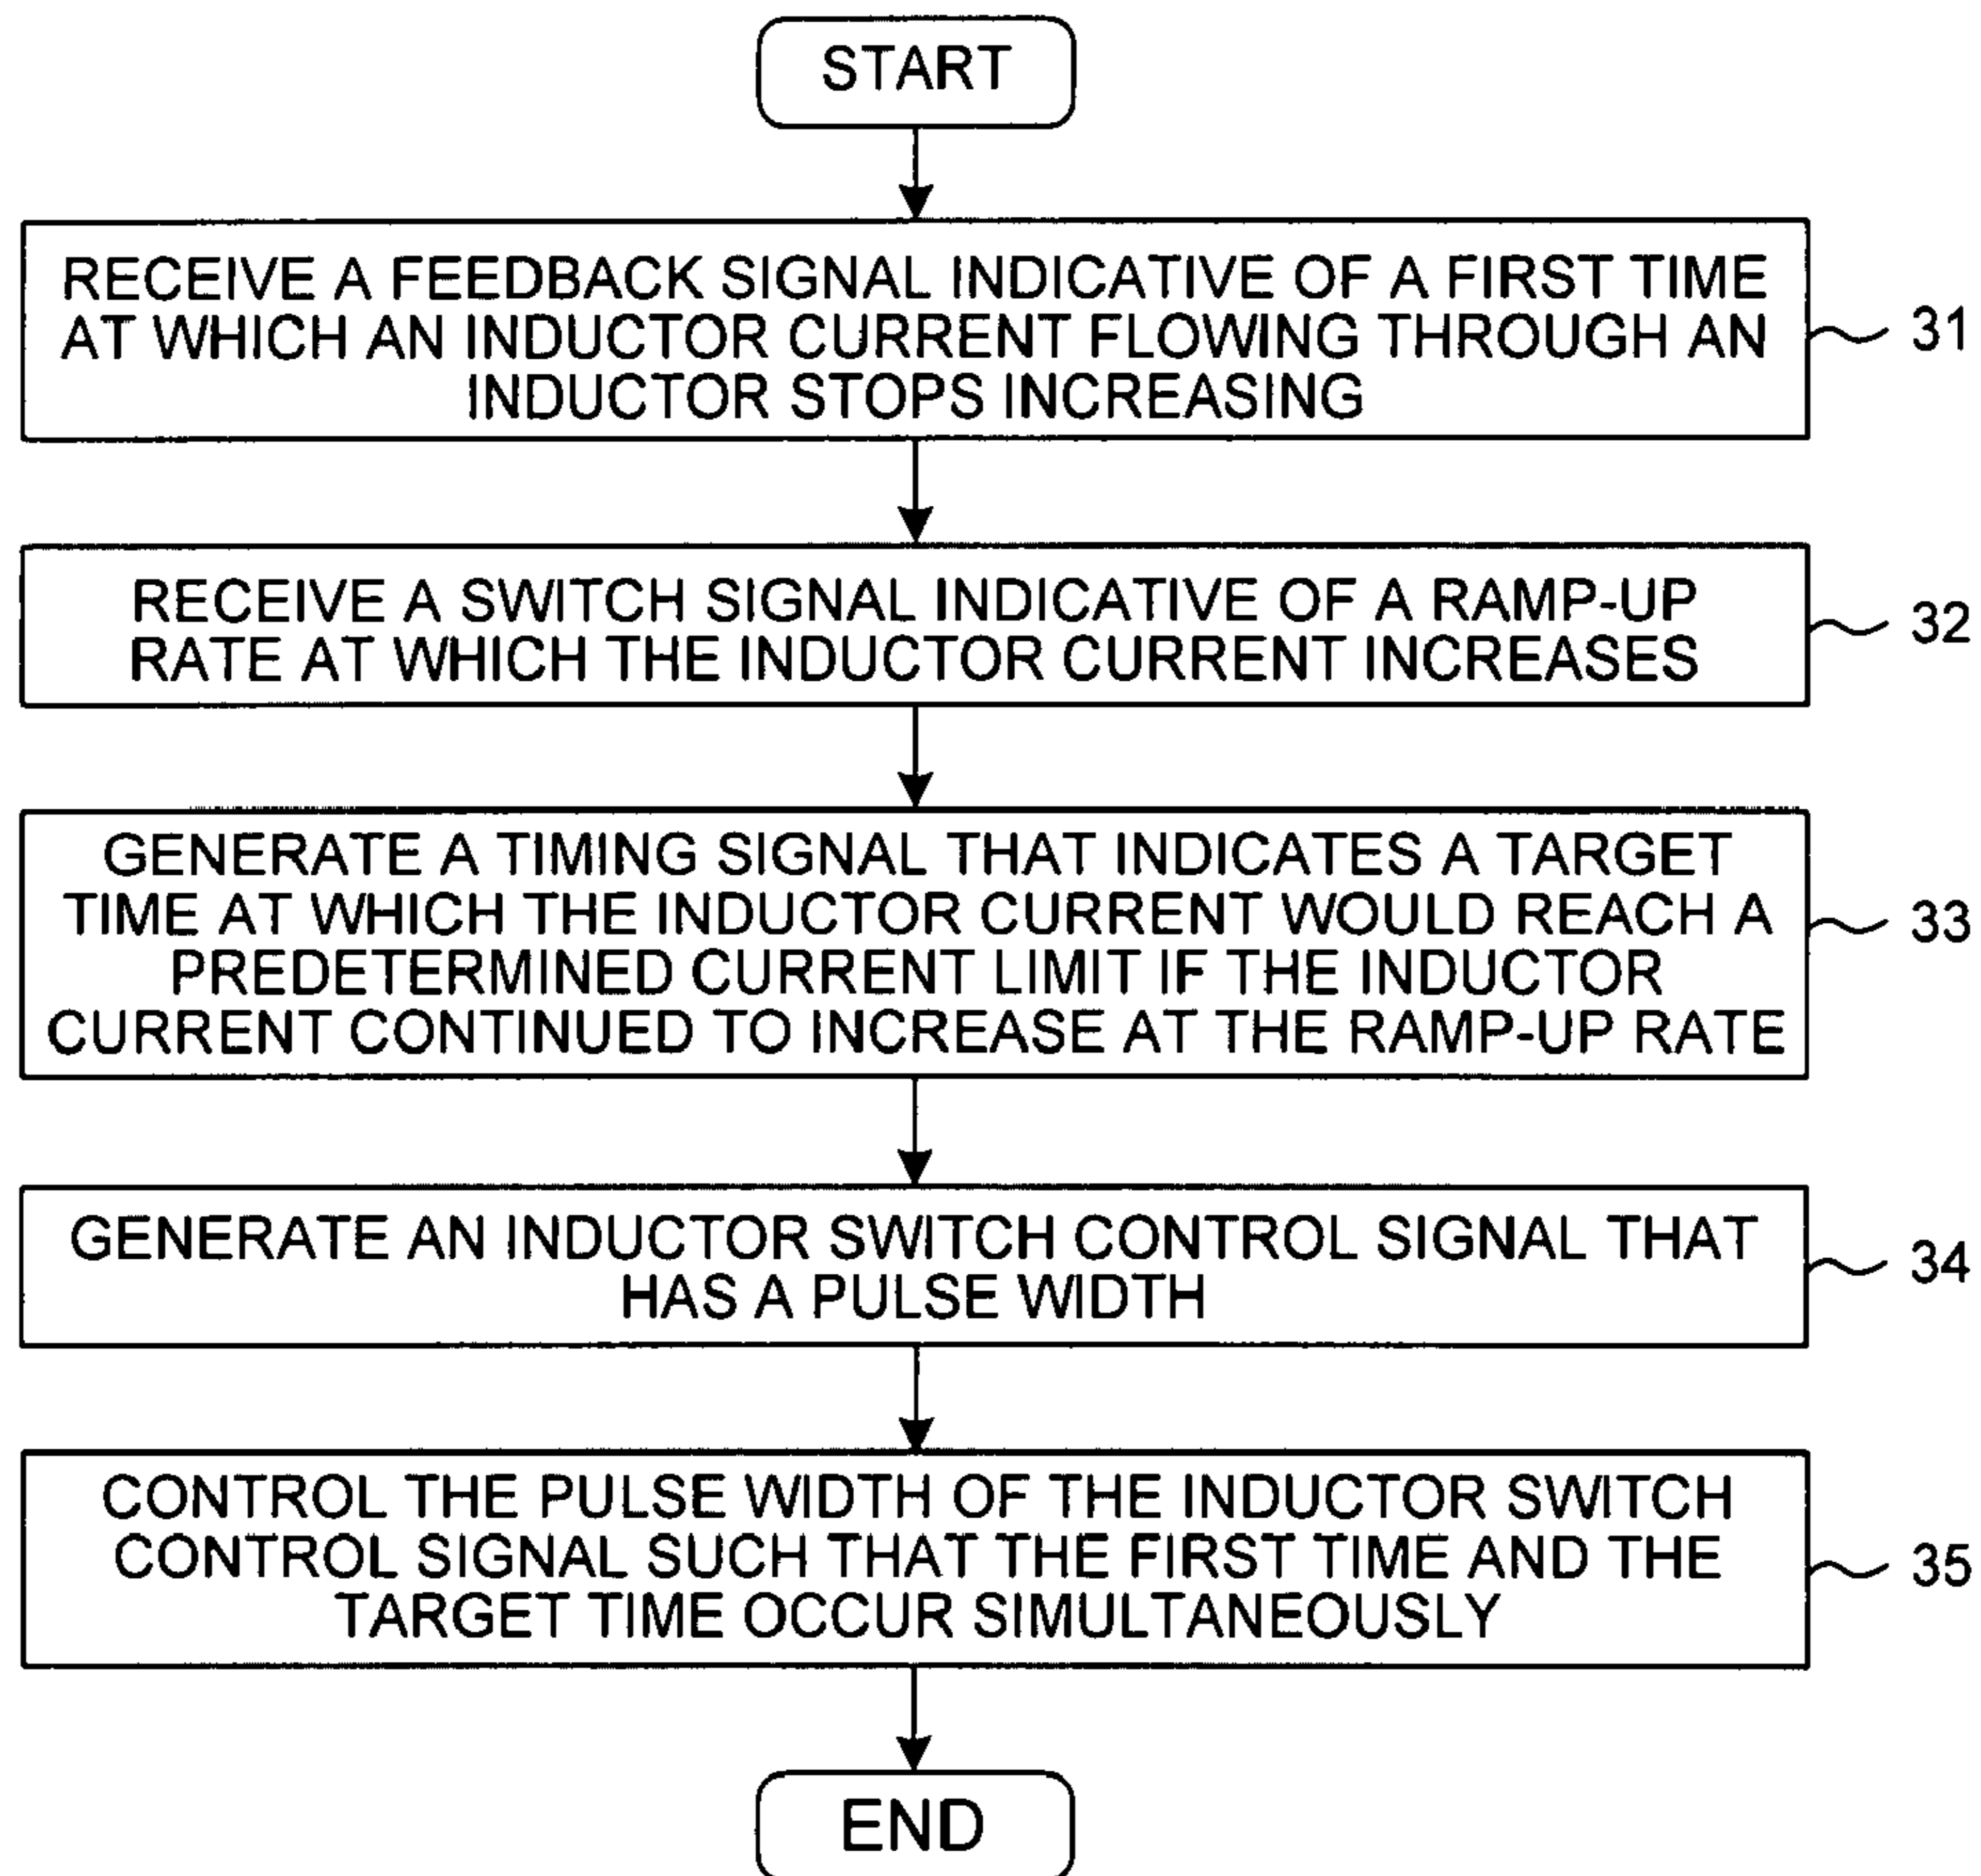 START
RECEIVE A FEEDBACK SIGNAL INDICATIVE OF A FIRST TIME
AT WHICH AN INDUCTOR CURRENT FLOWING THROUGH AN
INDUCTOR STOPS INCREASING
31
RECEIVE A SWITCH SIGNAL INDICATIVE OF A RAMP-UP
RATE AT WHICH THE INDUCTOR CURRENT INCREASES
32
GENERATE A TIMING SIGNAL THAT INDICATES A TARGET
TIME AT WHICH THE INDUCTOR CURRENT WOULD REACH A
PREDETERMINED CURRENT LIMIT IF THE INDUCTOR
CURRENT CONTINUED TO INCREASE AT THE RAMP-UP RATE
33
GENERATE AN INDUCTOR SWITCH CONTROL SIGNAL THAT
HAS A PULSE WIDTH
34
CONTROL THE PULSE WIDTH OF THE INDUCTOR SWITCH
CONTROL SIGNAL SUCH THAT THE FIRST TIME AND THE
TARGET TIME OCCUR SIMULTANEOUSLY
35
END